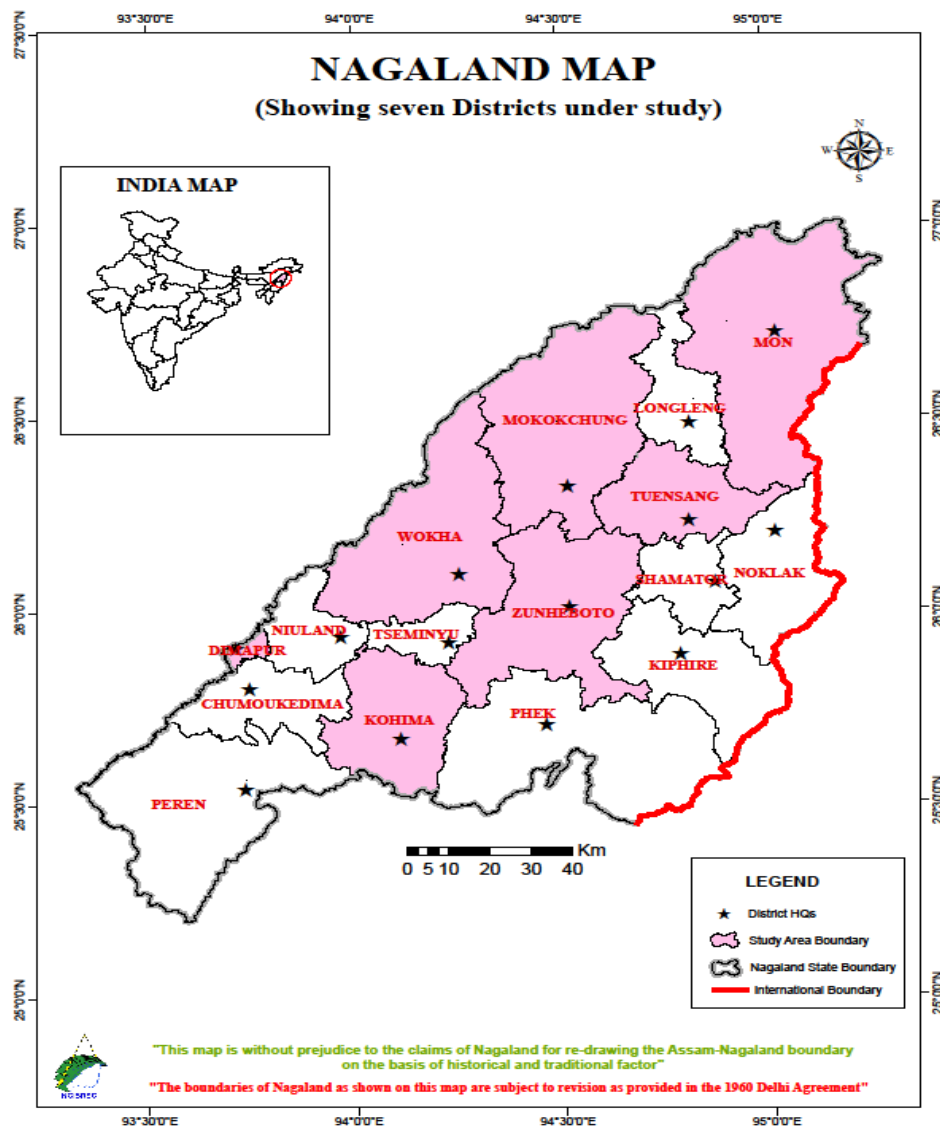 93°30'0"E 94°0'0"E 94°30'0"E 95°0'0"E
NAGALAND MAP
(Showing seven Districts under study)
N
W E
S
INDIA MAP
27°30'0"N
27°0'0"N 27°0'0"N
26°30'0"N 26°30'0"N
26°0'0"N 26°0'0"N
25°30'0"N 25°30'0"N
25°0'0"N 25°0'0"N
MON
LONGLENG
MOKOKCHUNG
TUENSANG
WOKHA
NOKLAK
SHAMATOR
ZUNHEBOTO
NIULAND
TSEMINYU
DIMAPUR
KIPHIRE
CHUMOUKEDIMA
PHEK
KOHIMA
PEREN
Km
0 5 10 20 30 40
LEGEND
District HQs
Study Area Boundary
Nagaland State Boundary
International Boundary
"This map is without prejudice to the claims of Nagaland for re-drawing the Assam-Nagaland boundary
on the basis of historical and traditional factor"
"The boundaries of Nagaland as shown on this map are subject to revision as provided in the 1960 Delhi Agreement"
93°30'0"E 94°0'0"E 94°30'0"E 95°0'0"E